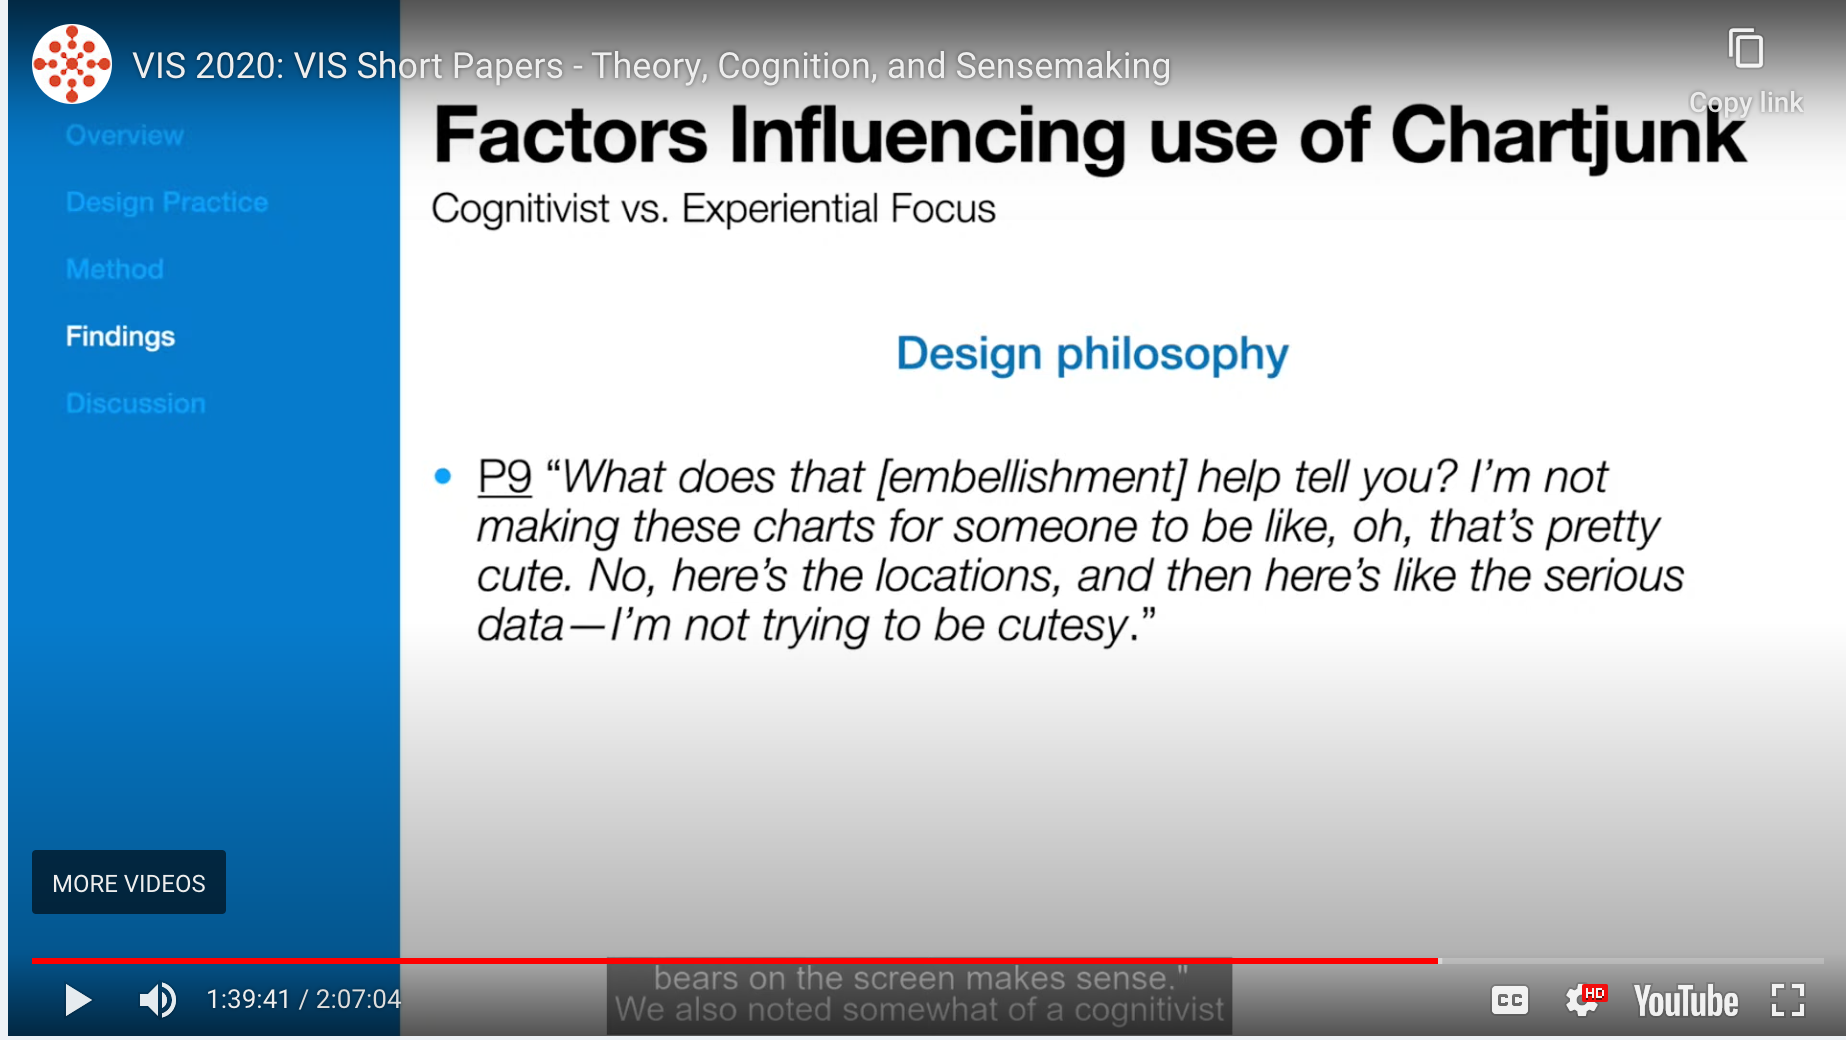 VIS 2020: VIS Short Papers - Theory, Cognition, and Sensemaking
Copy link
Overview
Design Practice
Method
Findings
Discussion
Factors Influencing use of Chartjunk
Cognitivist vs. Experiential Focus
Design philosophy
• P9 “What does that [embellishment] help tell you? I’m not
making these charts for someone to be like, oh, that’s pretty
cute. No, here’s the locations, and then here’s like the serious
data—I’m not trying to be cutesy.”
MORE VIDEOS
bears on the screen makes sense."
We also noted somewhat of a cognitivist
1:39:41 / 2:07:04
CC
HD
YouTube